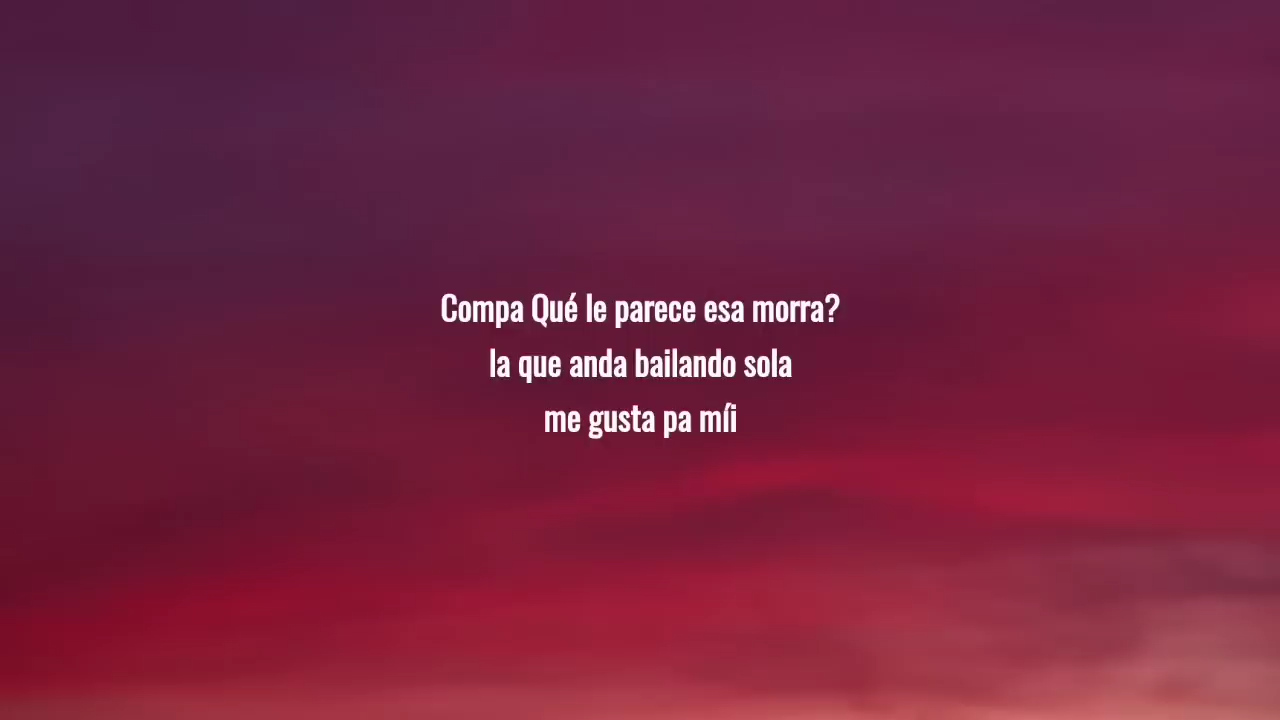 Compa Qué le parece esa morra?
la que anda bailando sola
me gusta pa míi